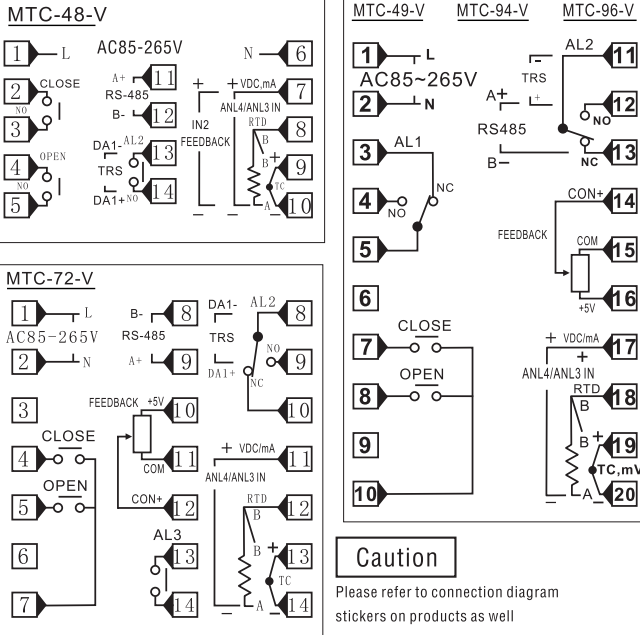 MTC-48-V
1 L AC85-265V N 6
2 CLOSE A+ 11 + + VDC,mA 7
NO RS-485 ANL4/ANL3 IN
3 B- 12 IN2 RTD 8
FEEDBACK B
4 OPEN DA1- AL2 13 B + 9
NO TRS TC
5 DA1+ NO 14 − − A − 10
MTC-72-V
1 L B- 8 DA1- AL2 8
AC85-265V RS-485 TRS NO
2 N A+ 9 DA1+ NC 9
3 FEEDBACK +5V 10 10
CLOSE + VDC/mA
4 COM 11 ANL4/ANL3 IN 11
OPEN CON+ RTD
5 12 B 12
AL3 B +
6 13 TC 13
7 14 − A − 14
MTC-49-V MTC-94-V MTC-96-V
1 L − AL2 11
AC85~265V TRS
2 N A+ + NO 12
RS485
3 AL1 B− NC 13
NC CON+
4 NO 14
FEEDBACK COM
5 15
6 +5V 16
CLOSE + VDC/mA
7 + 17
OPEN ANL4/ANL3 IN
8 RTD 18
B
9 B + 19
TC,mV
10 − A − 20
Caution
Please refer to connection diagram
stickers on products as well